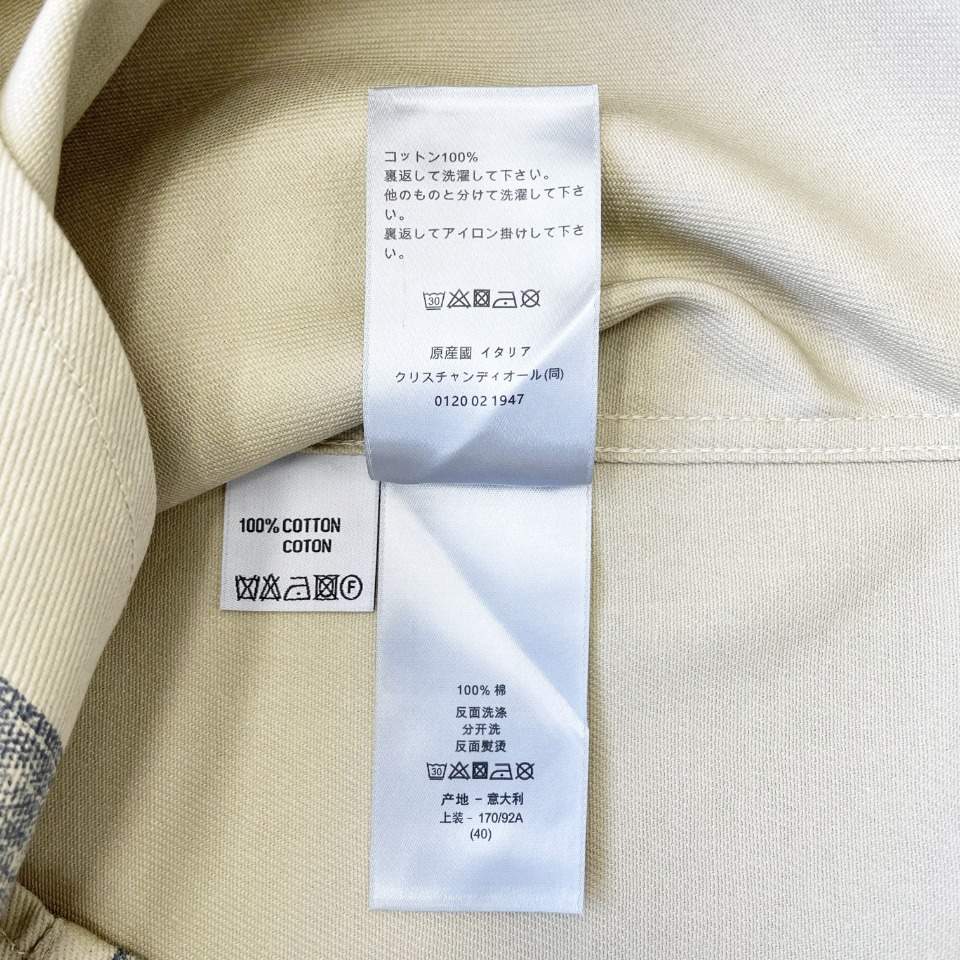 コットン100%
裏返して洗濯して下さい。
他のものと分けて洗濯して下さ
い。
裏返してアイロン掛けして下さ
い。
30
原産國 イタリア
クリスチャンディオール(同)
0120 02 1947
100% COTTON
COTON
F
100% 棉
反面洗涤
分开洗
反面熨烫
30
产地 – 意大利
上装 - 170/92A
(40)